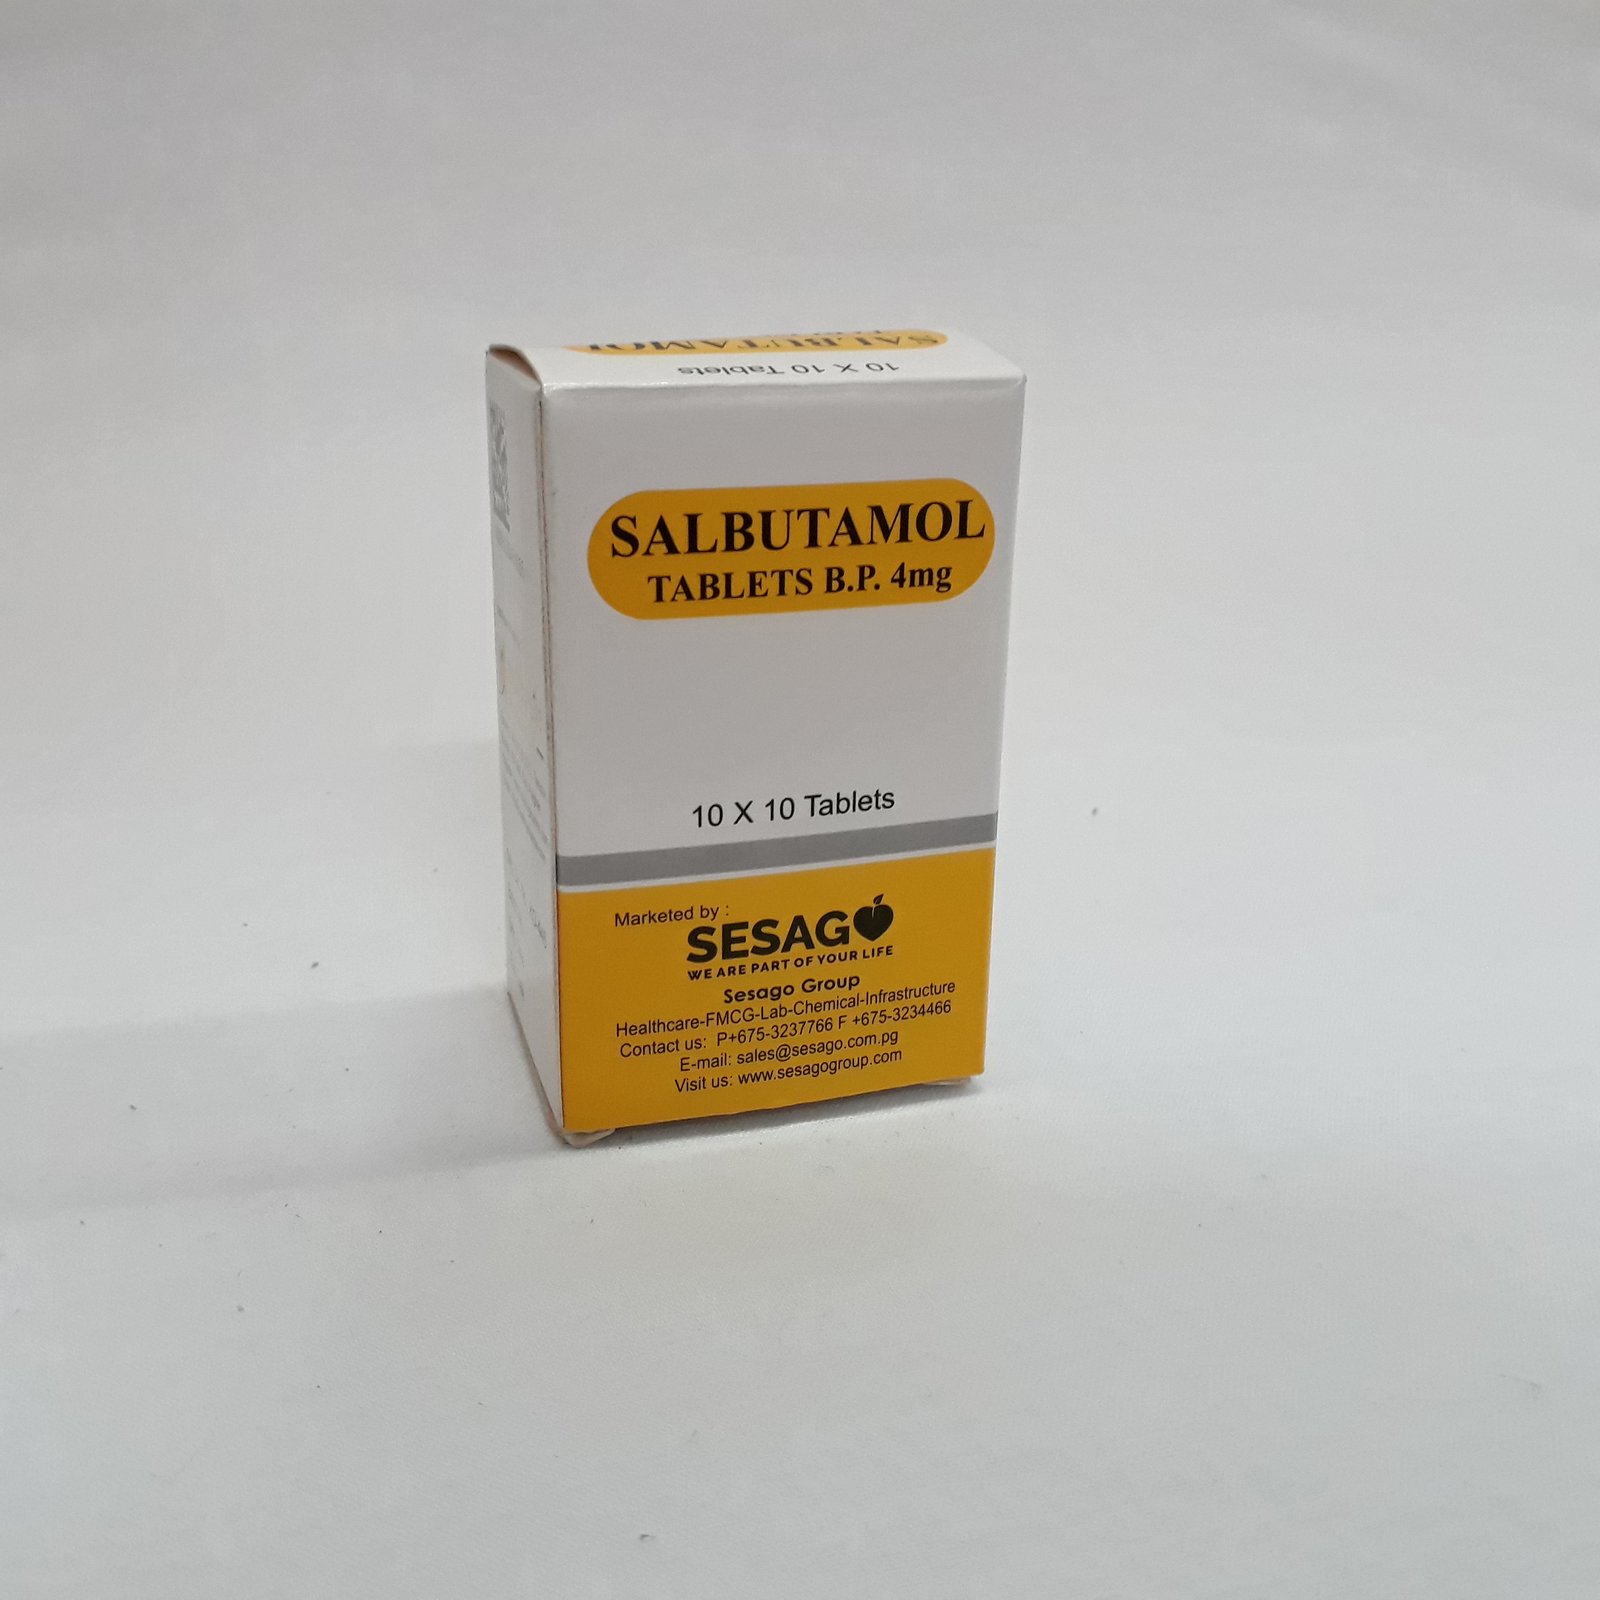 SALBUTAMOL
10 X 10 Tablets
SALBUTAMOL
TABLETS B.P. 4mg
10 X 10 Tablets
Marketed by :
SESAGO
WE ARE PART OF YOUR LIFE
Sesago Group
Healthcare-FMCG-Lab-Chemical-Infrastructure
Contact us: P+675-3237766 F +675-3234466
E-mail: sales@sesago.com.pg
Visit us: www.sesagogroup.com